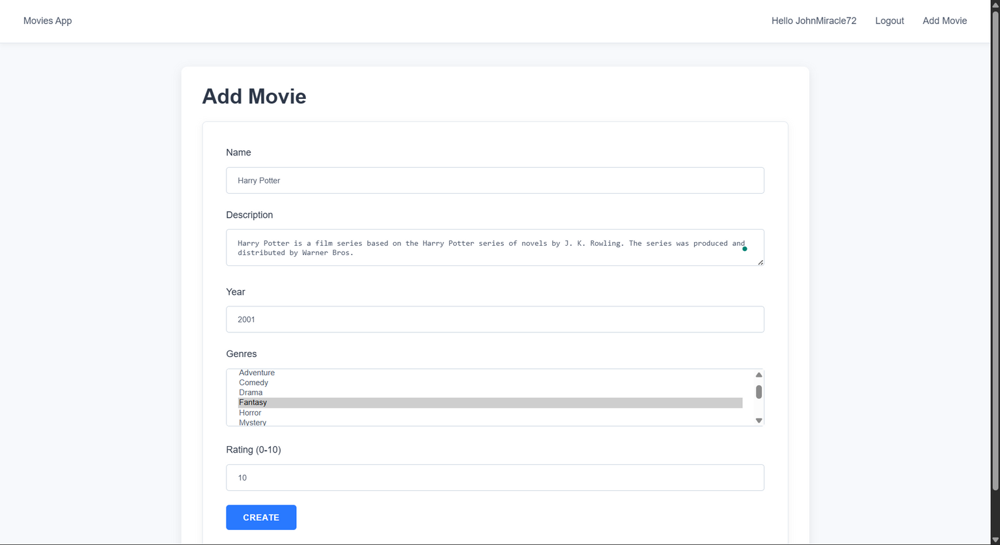 Movies App
Hello JohnMiracle72 Logout Add Movie
Add Movie
Name
Harry Potter
Description
Harry Potter is a film series based on the Harry Potter series of novels by J. K. Rowling. The series was produced and
distributed by Warner Bros.
Year
2001
Genres
Adventure
Comedy
Drama
Fantasy
Horror
Mystery
Rating (0-10)
10
CREATE